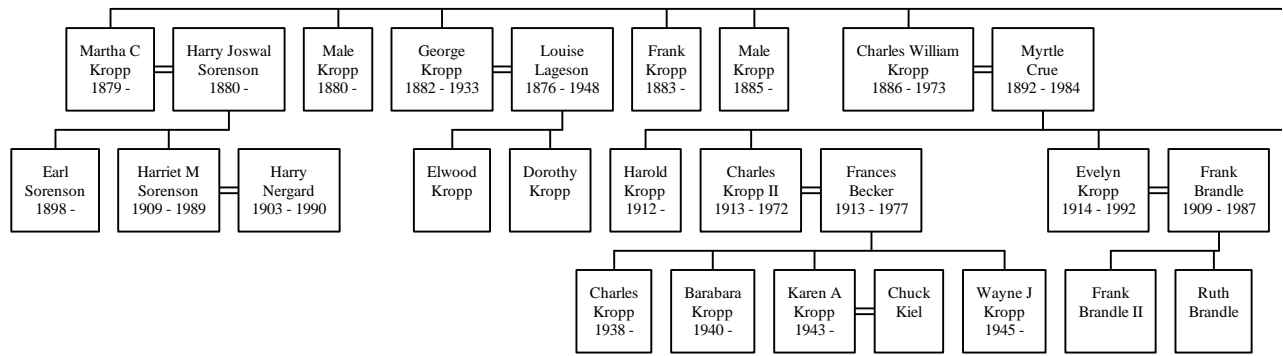 Martha C
Kropp
1879 -
Harry Joswal
Sorenson
1880 -
Male
Kropp
1880 -
George
Kropp
1882 - 1933
Louise
Lageson
1876 - 1948
Frank
Kropp
1883 -
Male
Kropp
1885 -
Charles William
Kropp
1886 - 1973
Myrtle
Crue
1892 - 1984
Earl
Sorenson
1898 -
Harriet M
Sorenson
1909 - 1989
Harry
Nergard
1903 - 1990
Elwood
Kropp
Dorothy
Kropp
Harold
Kropp
1912 -
Charles
Kropp II
1913 - 1972
Frances
Becker
1913 - 1977
Evelyn
Kropp
1914 - 1992
Frank
Brandle
1909 - 1987
Charles
Kropp
1938 -
Barabara
Kropp
1940 -
Karen A
Kropp
1943 -
Chuck
Kiel
Wayne J
Kropp
1945 -
Frank
Brandle II
Ruth
Brandle